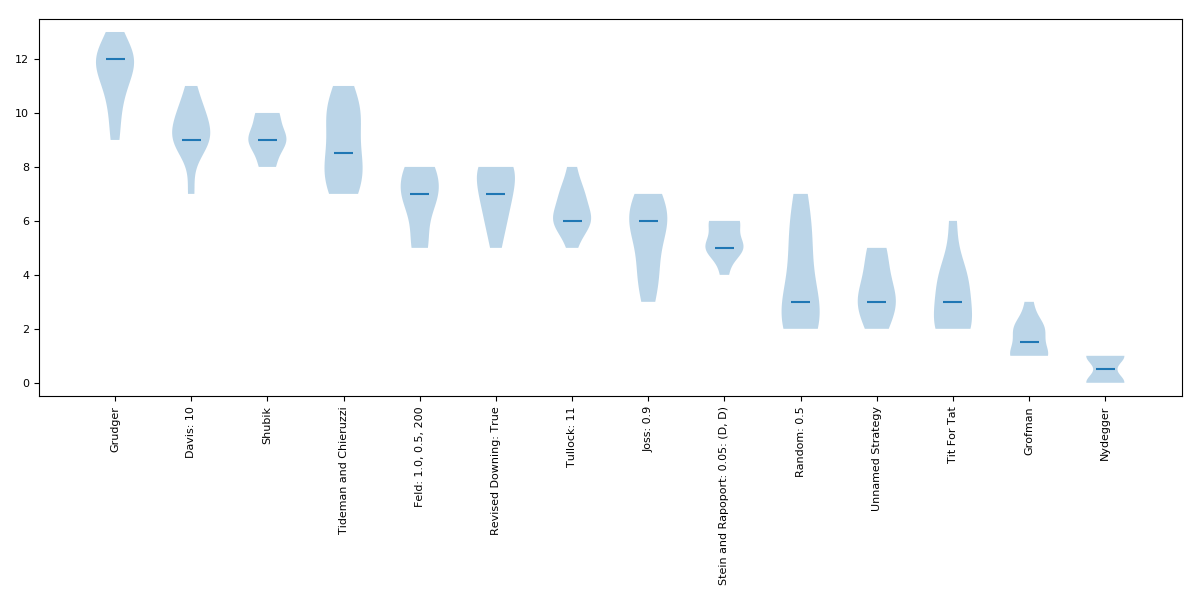 12
10
8
6
4
2
0
Grudger
Davis: 10
Shubik
Tideman and Chieruzzi
Feld: 1.0, 0.5, 200
Revised Downing: True
Tullock: 11
Joss: 0.9
Stein and Rapoport: 0.05: (D, D)
Random: 0.5
Unnamed Strategy
Tit For Tat
Grofman
Nydegger